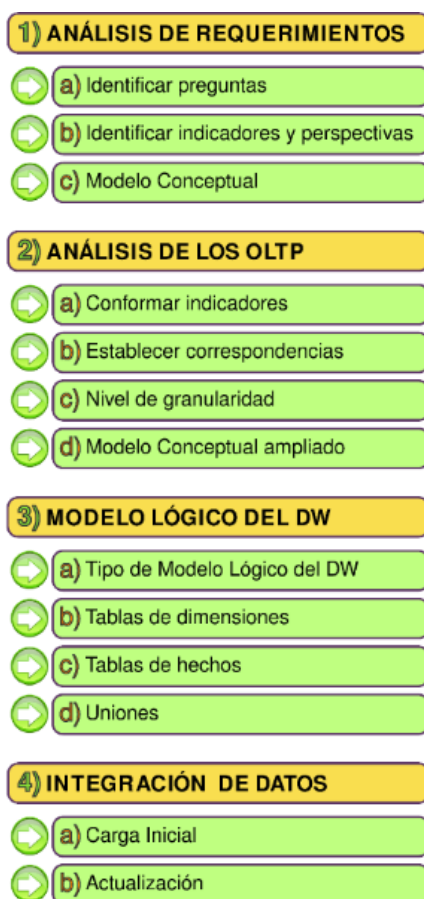 1) ANÁLISIS DE REQUERIMIENTOS
a) Identificar preguntas
b) Identificar indicadores y perspectivas
c) Modelo Conceptual
2) ANÁLISIS DE LOS OLTP
a) Conformar indicadores
b) Establecer correspondencias
c) Nivel de granularidad
d) Modelo Conceptual ampliado
3) MODELO LÓGICO DEL DW
a) Tipo de Modelo Lógico del DW
b) Tablas de dimensiones
c) Tablas de hechos
d) Uniones
4) INTEGRACIÓN DE DATOS
a) Carga Inicial
b) Actualización